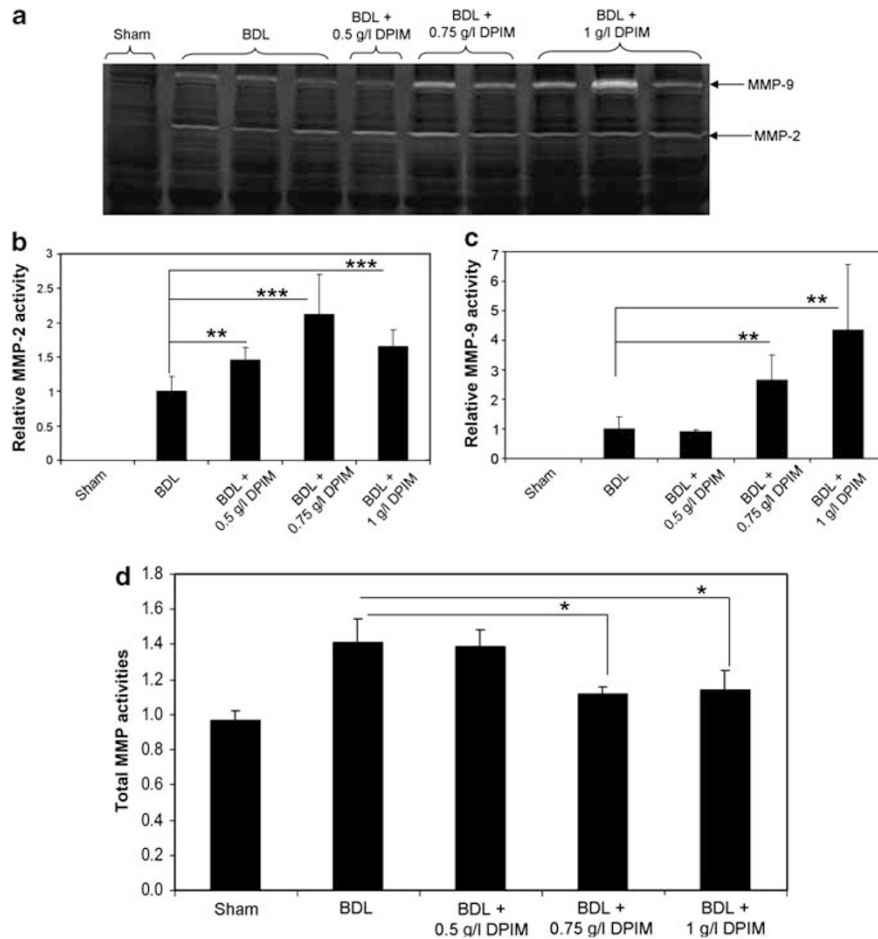 a
Sham
BDL
BDL +
0.5 g/l DPIM
BDL +
0.75 g/l DPIM
BDL +
1 g/l DPIM
MMP-9
MMP-2
b
Relative MMP-2 activity
3
2.5
2
1.5
1
0.5
0
**
***
***
Sham
BDL
BDL +
0.5 g/l DPIM
BDL +
0.75 g/l DPIM
BDL +
1 g/l DPIM
c
Relative MMP-9 activity
7
6
5
4
3
2
1
0
**
**
Sham
BDL
BDL +
0.5 g/l DPIM
BDL +
0.75 g/l DPIM
BDL +
1 g/l DPIM
d
Total MMP activities
1.8
1.6
1.4
1.2
1.0
0.8
0.6
0.4
0.2
0.0
*
*
Sham
BDL
BDL +
0.5 g/l DPIM
BDL +
0.75 g/l DPIM
BDL +
1 g/l DPIM